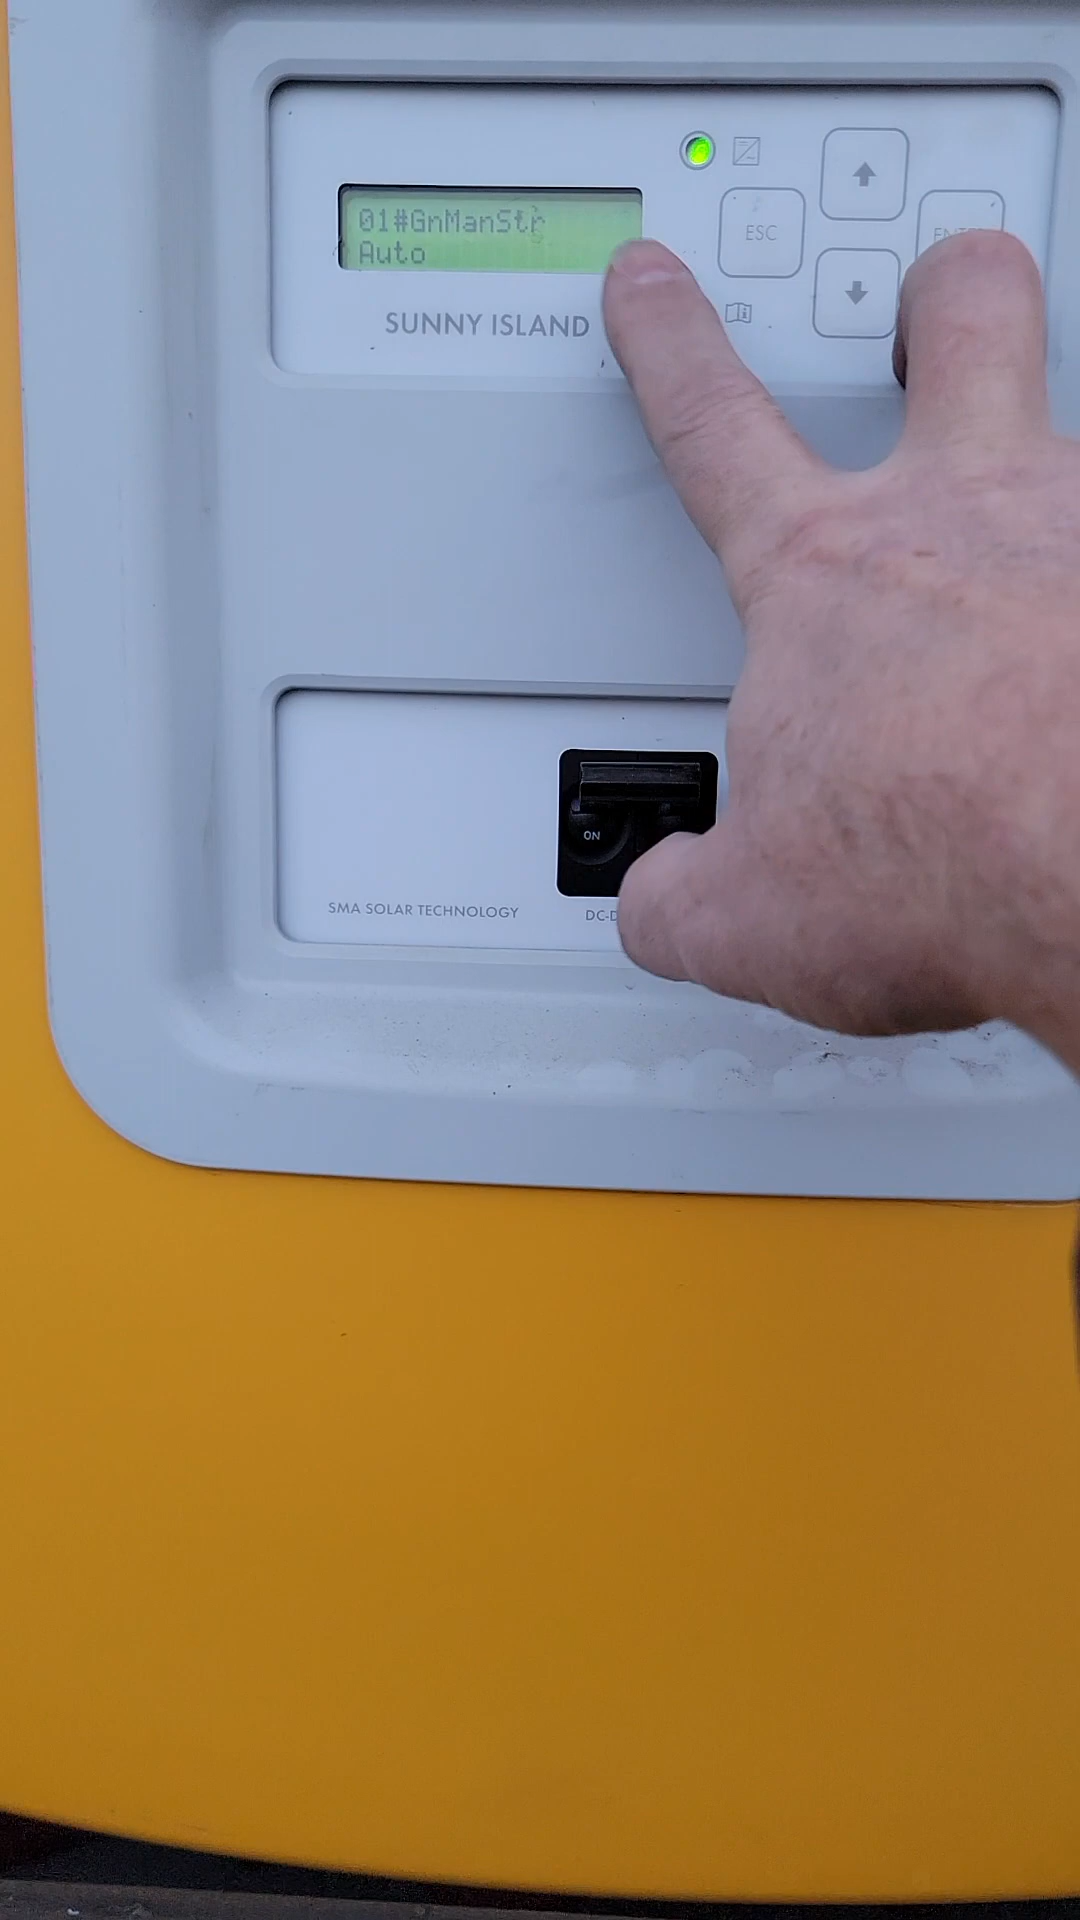 01#GnManStr
Auto
SUNNY ISLAND
ESC
ON
SMA SOLAR TECHNOLOGY